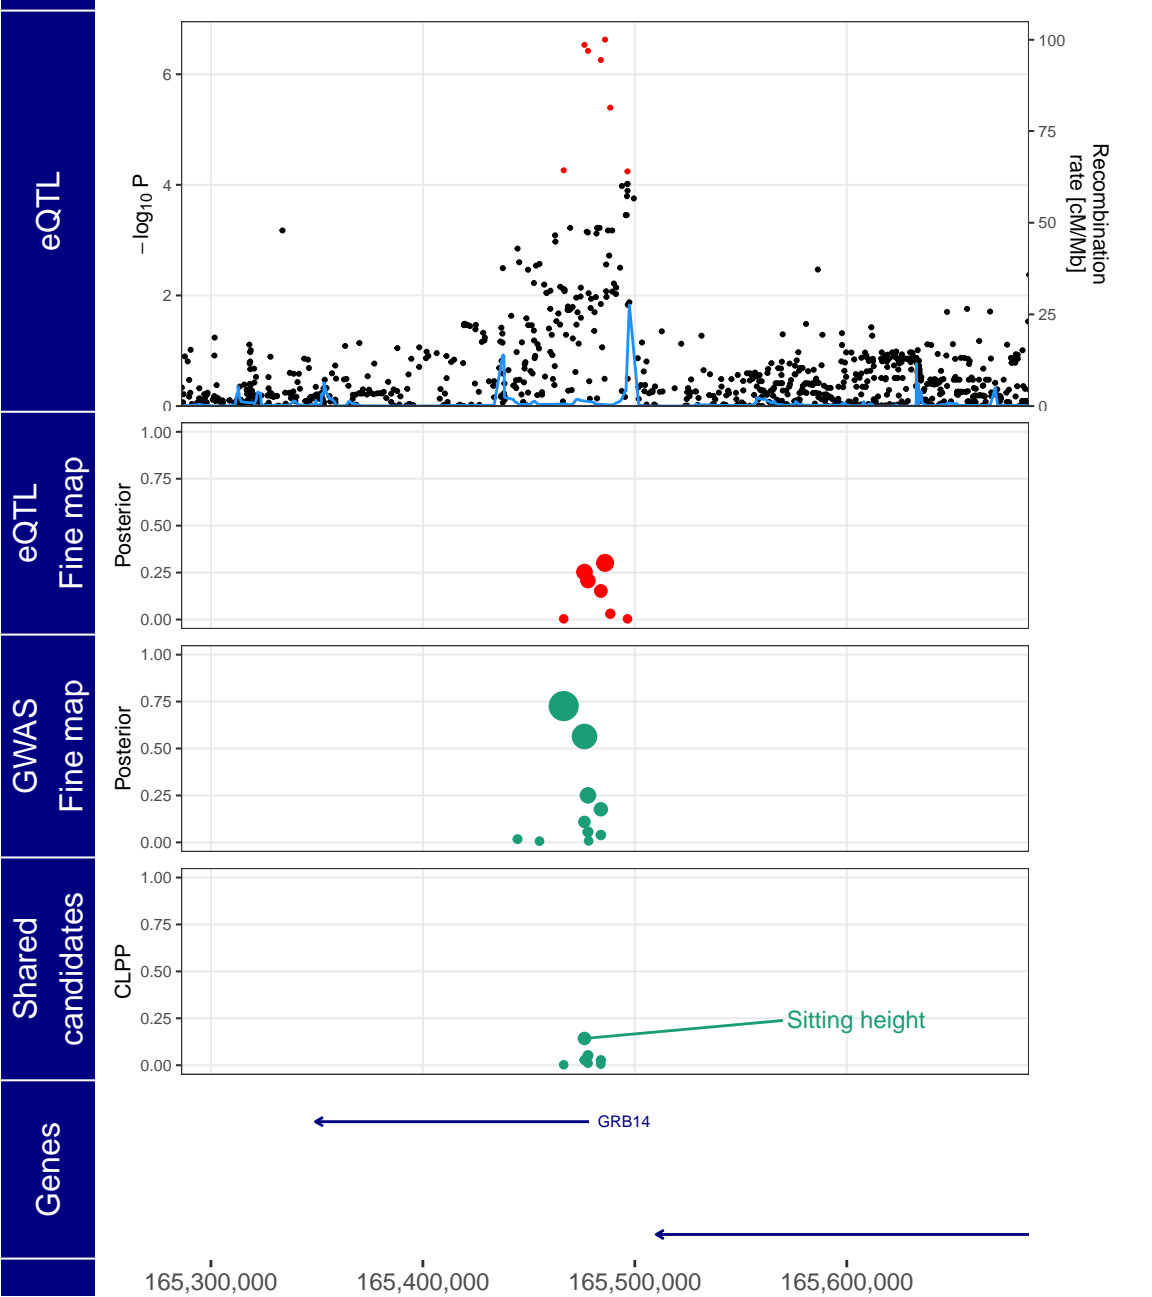 eQTL
−log10 P
6
4
2
0
100
75
50
25
0
Recombination
rate [cM/Mb]
eQTL
Fine map
Posterior
1.00
0.75
0.50
0.25
0.00
GWAS
Fine map
Posterior
1.00
0.75
0.50
0.25
0.00
Shared
candidates
CLPP
1.00
0.75
0.50
0.25
0.00
Sitting height
Genes
GRB14
165,300,000
165,400,000
165,500,000
165,600,000